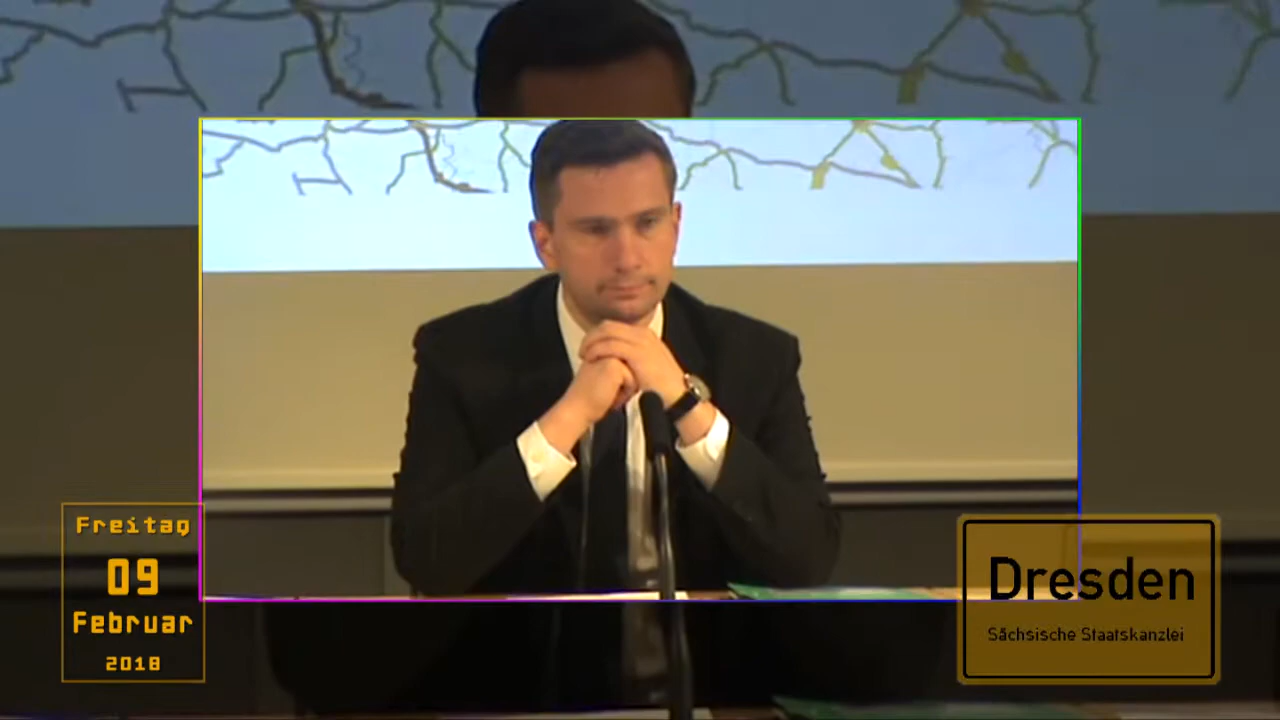 Freitag
09
Februar
2018
Dresden
Sächsische Staatskanzlei